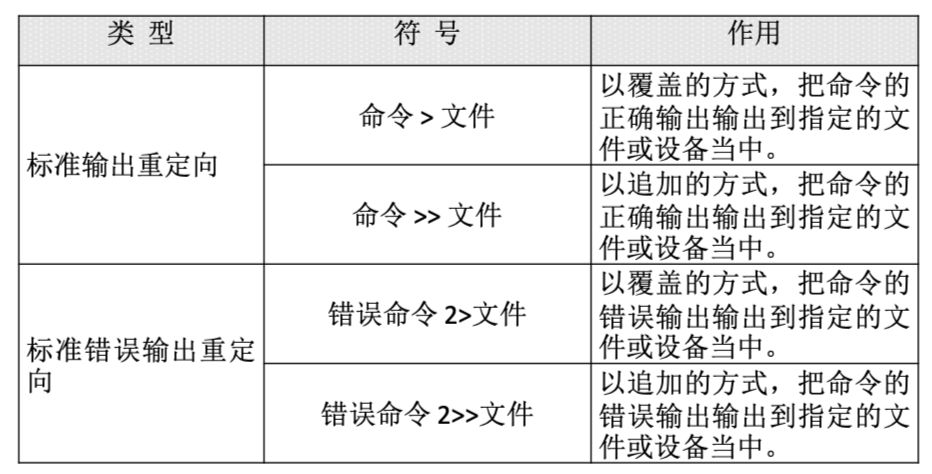 类 型
符 号
作用
标准输出重定向
命令 > 文件
以覆盖的方式，把命令的
正确输出输出到指定的文
件或设备当中。
命令 >> 文件
以追加的方式，把命令的
正确输出输出到指定的文
件或设备当中。
标准错误输出重定
向
错误命令 2>文件
以覆盖的方式，把命令的
错误输出输出到指定的文
件或设备当中。
错误命令 2>>文件
以追加的方式，把命令的
错误输出输出到指定的文
件或设备当中。